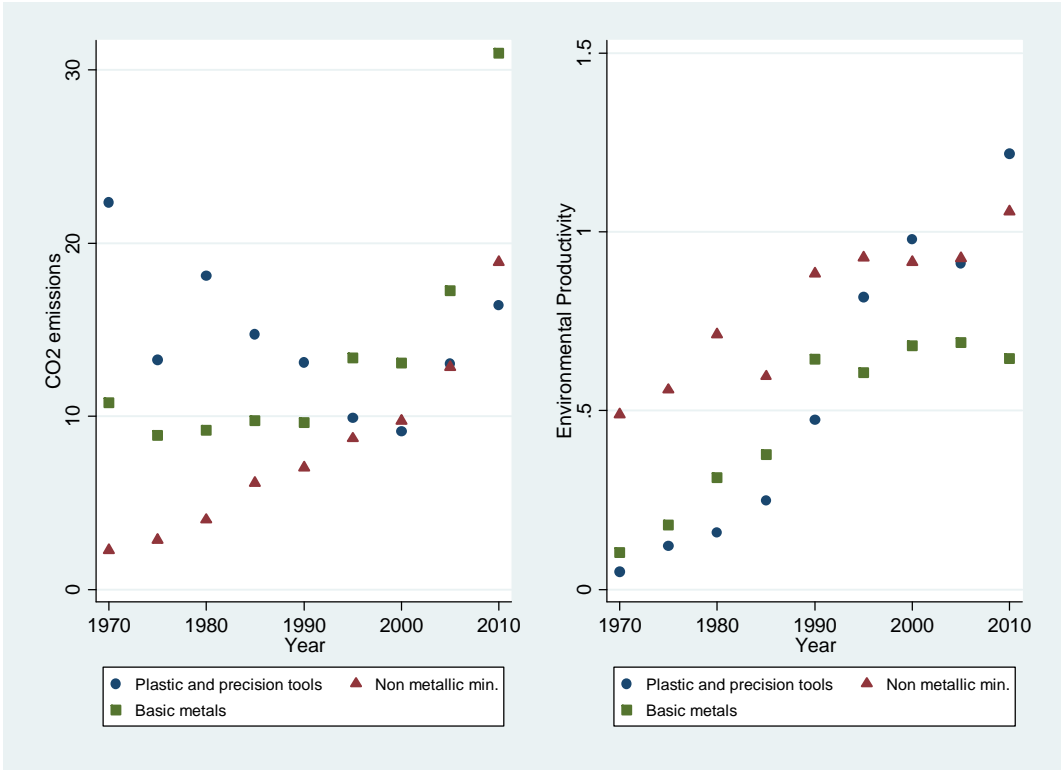 CO2 emissions
30
20
10
0
1970 1980 1990 2000 2010
Year
Plastic and precision tools Non metallic min.
Basic metals
Environmental Productivity
1.5
1
.5
0
1970 1980 1990 2000 2010
Year
Plastic and precision tools Non metallic min.
Basic metals